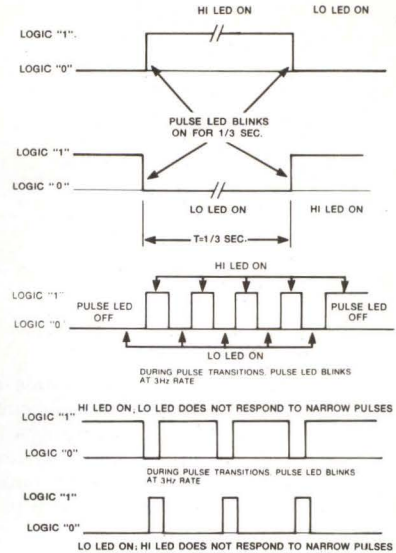 HI LED ON LO LED ON
LOGIC "1".
LOGIC "0"
PULSE LED BLINKS
ON FOR 1/3 SEC.
LOGIC "1"
LOGIC "0"
LO LED ON HI LED ON
T=1/3 SEC.
HI LED ON
LOGIC "1"
PULSE LED
OFF
PULSE LED
OFF
LOGIC "0"
LO LED ON
DURING PULSE TRANSITIONS. PULSE LED BLINKS
AT 3Hz RATE
HI LED ON, LO LED DOES NOT RESPOND TO NARROW PULSES
LOGIC "1"
LOGIC "0"
DURING PULSE TRANSITIONS. PULSE LED BLINKS
AT 3Hz RATE
LOGIC "1"
LOGIC "0"
LO LED ON; HI LED DOES NOT RESPOND TO NARROW PULSES